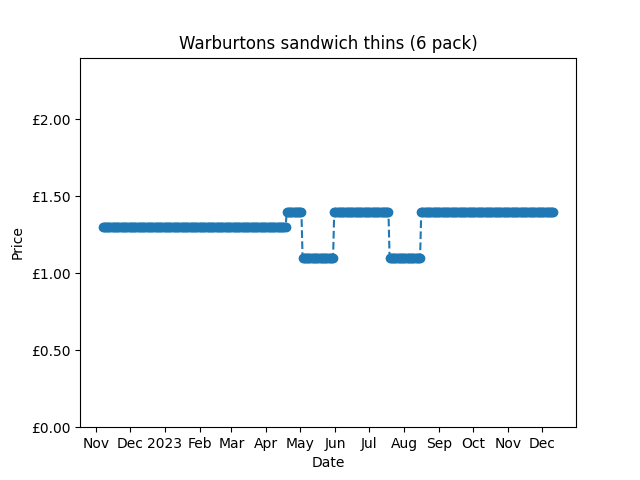 Warburtons sandwich thins (6 pack)
£2.00
£1.50
£1.00
£0.50
£0.00
Price
Nov Dec 2023 Feb Mar Apr May Jun Jul Aug Sep Oct Nov Dec
Date